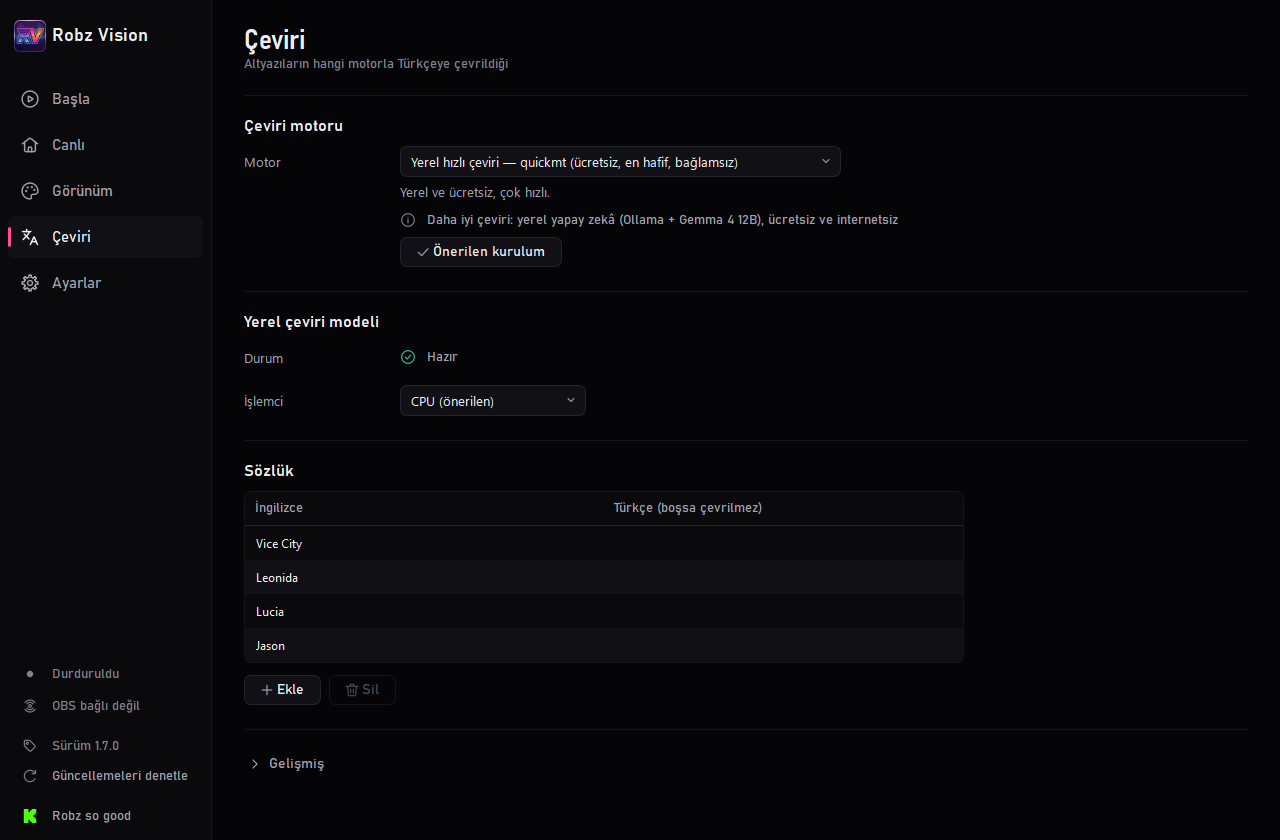 RV Robz Vision
Başla
Canlı
Görünüm
Çeviri
Ayarlar
Durduruldu
OBS bağlı değil
Sürüm 1.7.0
Güncellemeleri denetle
Robz so good
Çeviri
Altyazıların hangi motorla Türkçeye çevrildiği
Çeviri motoru
Motor
Yerel hızlı çeviri — quickmt (ücretsiz, en hafif, bağlamsız)
Yerel ve ücretsiz, çok hızlı.
Daha iyi çeviri: yerel yapay zekâ (Ollama + Gemma 4 12B), ücretsiz ve internetsiz
Önerilen kurulum
Yerel çeviri modeli
Durum
Hazır
İşlemci
CPU (önerilen)
Sözlük
İngilizce
Türkçe (boşsa çevrilmez)
Vice City
Leonida
Lucia
Jason
Ekle
Sil
Gelişmiş